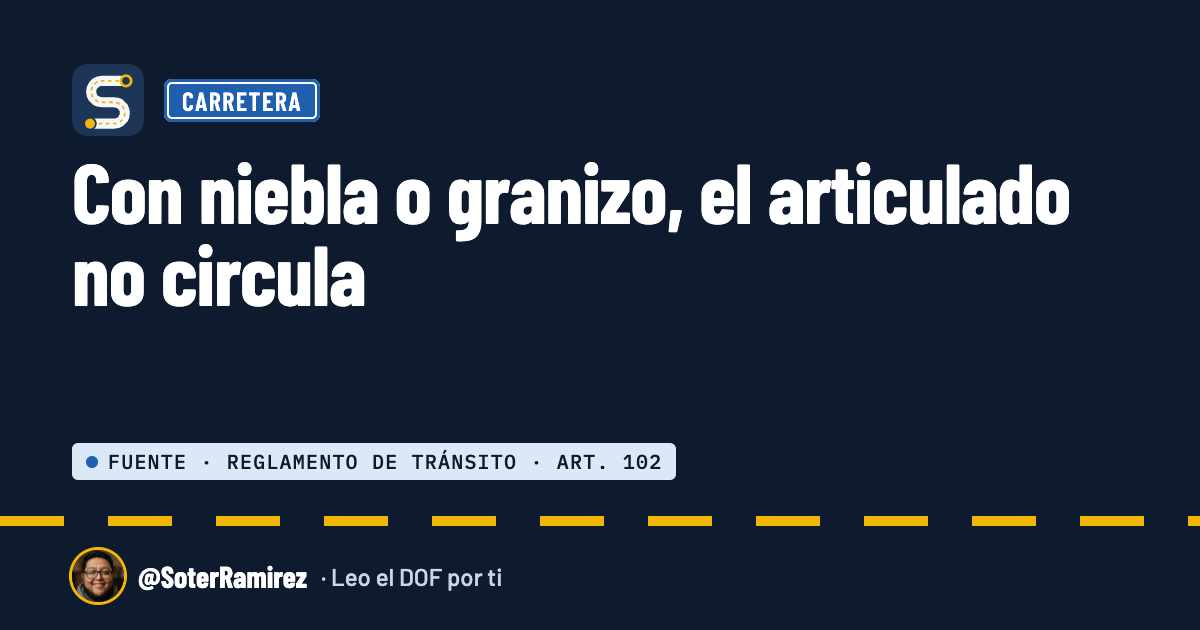 CARRETERA
Con niebla o granizo, el articulado
no circula
FUENTE · REGLAMENTO DE TRÁNSITO · ART. 102
@SoterRamirez · Leo el DOF por ti